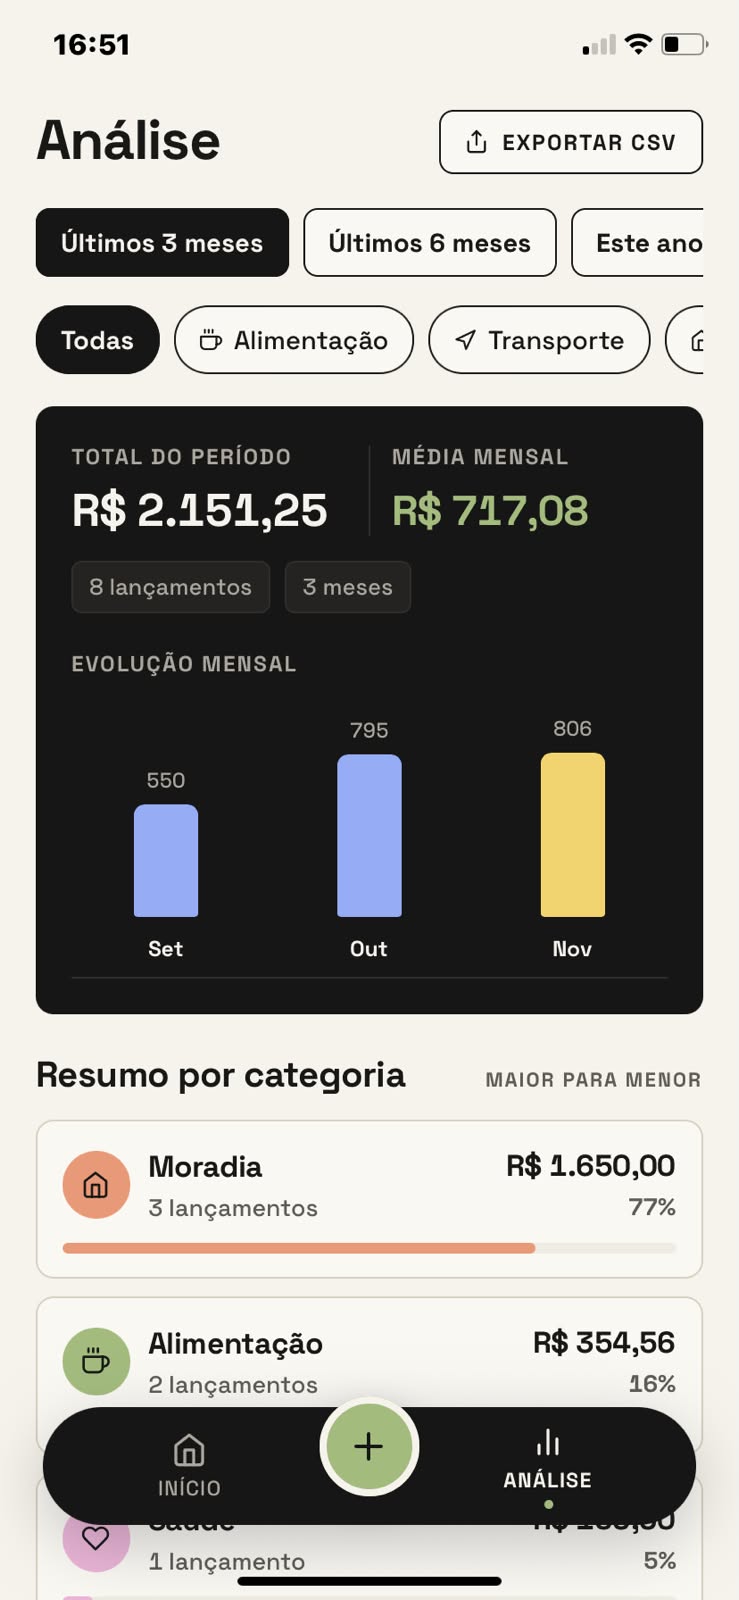 16:51
Análise
EXPORTAR CSV
Últimos 3 meses
Últimos 6 meses
Este ano
Todas
Alimentação
Transporte
TOTAL DO PERÍODO
MÉDIA MENSAL
R$ 2.151,25
R$ 717,08
8 lançamentos
3 meses
EVOLUÇÃO MENSAL
550
795
806
Set
Out
Nov
Resumo por categoria
MAIOR PARA MENOR
Moradia
R$ 1.650,00
3 lançamentos
77%
Alimentação
R$ 354,56
2 lançamentos
16%
INÍCIO
ANÁLISE
Saúde
R$
1 lançamento
5%